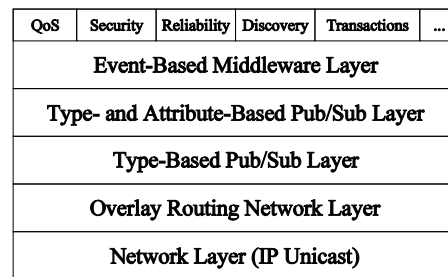 QoS Security Reliability Discovery Transactions ...
Event-Based Middleware Layer
Type- and Attribute-Based Pub/Sub Layer
Type-Based Pub/Sub Layer
Overlay Routing Network Layer
Network Layer (IP Unicast)